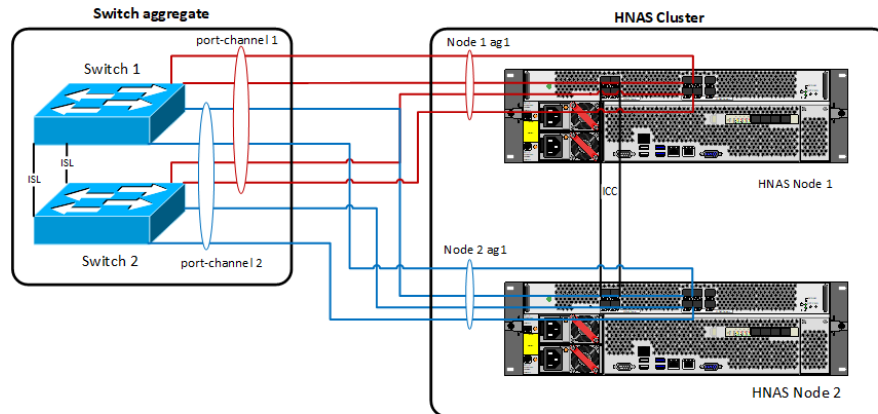 Switch aggregate
HNAS Cluster
port-channel 1
Node 1 ag1
Switch 1
ISL
ISL
HNAS Node 1
ICC
Node 2 ag1
Switch 2
port-channel 2
HNAS Node 2